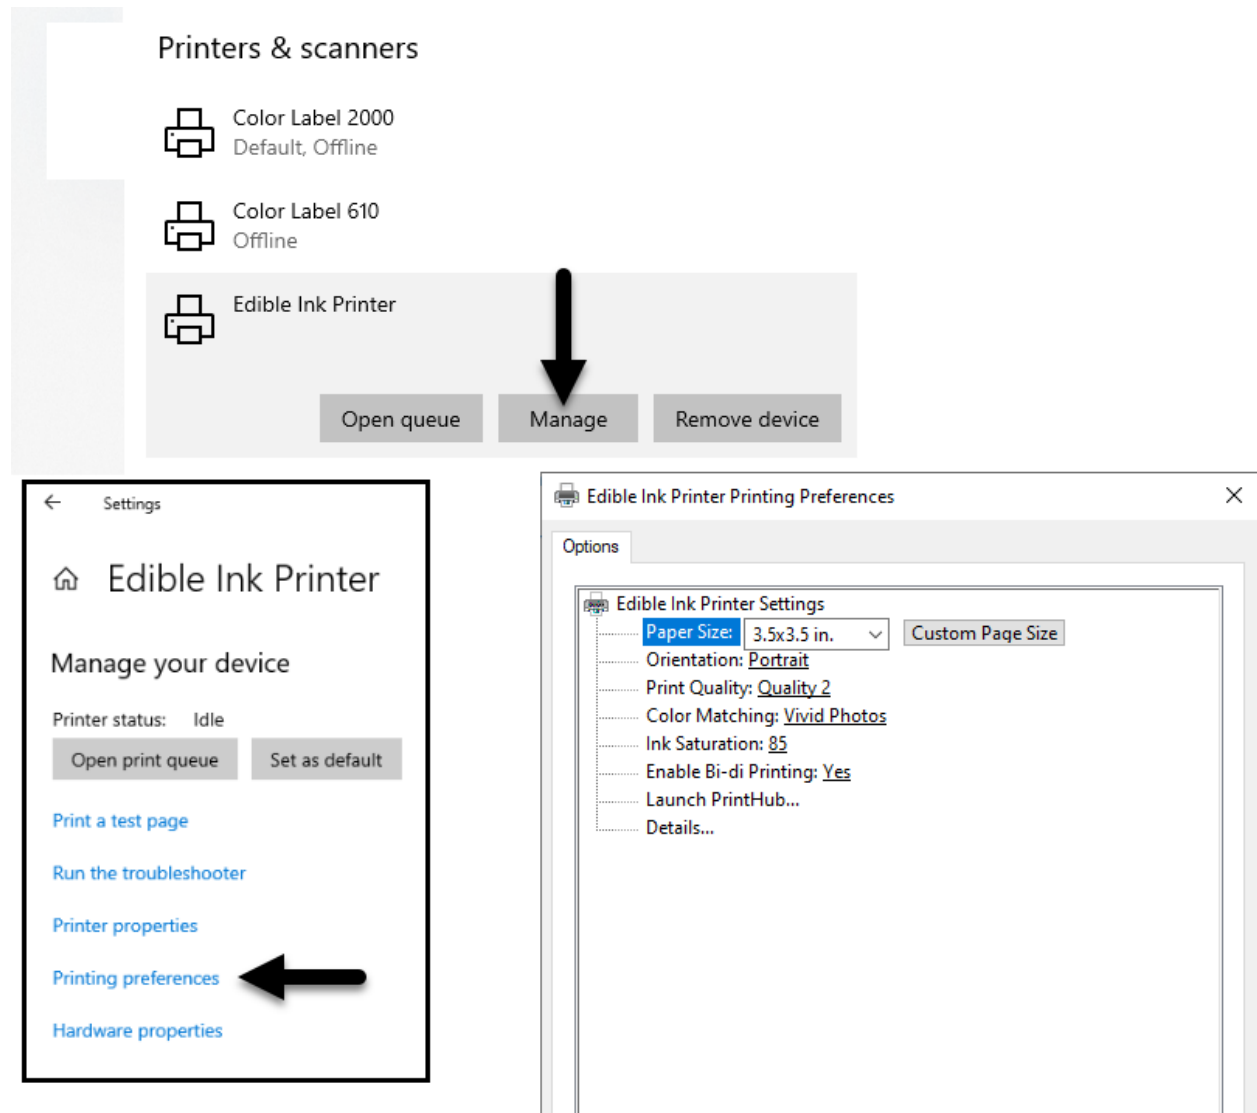 Printers & scanners
Color Label 2000
Default, Offline
Color Label 610
Offline
Edible Ink Printer
Open queue
Manage
Remove device
Settings
Edible Ink Printer
Manage your device
Printer status: Idle
Open print queue
Set as default
Print a test page
Run the troubleshooter
Printer properties
Printing preferences
Hardware properties
Edible Ink Printer Printing Preferences
Options
Edible Ink Printer Settings
Paper Size: 3.5x3.5 in. Custom Page Size
Orientation: Portrait
Print Quality: Quality 2
Color Matching: Vivid Photos
Ink Saturation: 85
Enable Bi-di Printing: Yes
Launch PrintHub...
Details...